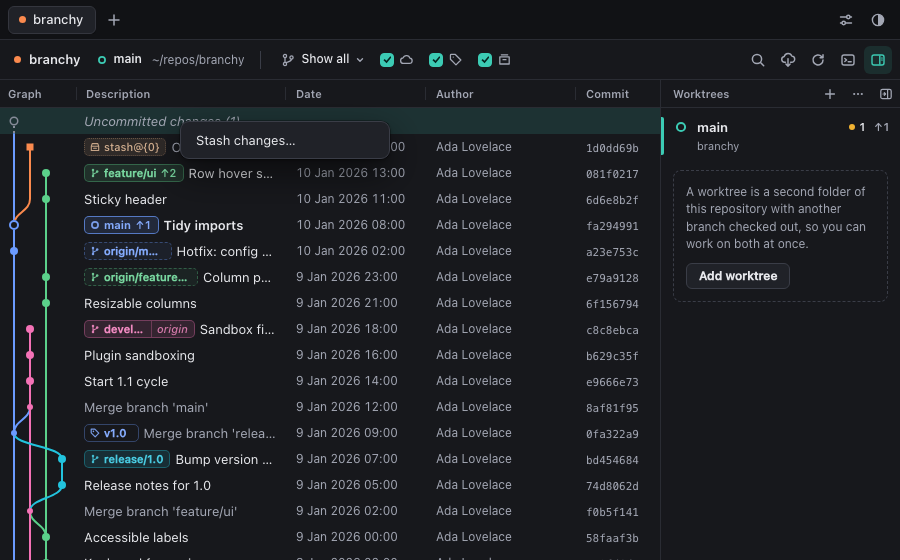 branchy
branchy main ~/repos/branchy Show all
Graph Description Date Author Commit Worktrees
Uncommitted changes (1)
Stash changes...
main 1 ↑1
branchy
stash@{0} Ada Lovelace 1d0dd69b
feature/ui ↑2 Row hover s... 10 Jan 2026 13:00 Ada Lovelace 081f0217
Sticky header 10 Jan 2026 11:00 Ada Lovelace 6d6e8b2f
main ↑1 Tidy imports 10 Jan 2026 08:00 Ada Lovelace fa294991
origin/m... Hotfix: config ... 10 Jan 2026 02:00 Ada Lovelace a23e753c
origin/feature... Column p... 9 Jan 2026 23:00 Ada Lovelace e79a9128
Resizable columns 9 Jan 2026 21:00 Ada Lovelace 6f156794
devel... origin Sandbox fi... 9 Jan 2026 18:00 Ada Lovelace c8c8ebca
Plugin sandboxing 9 Jan 2026 16:00 Ada Lovelace b629c35f
Start 1.1 cycle 9 Jan 2026 14:00 Ada Lovelace e9666e73
Merge branch 'main' 9 Jan 2026 12:00 Ada Lovelace 8af81f95
v1.0 Merge branch 'relea... 9 Jan 2026 09:00 Ada Lovelace 0fa322a9
release/1.0 Bump version ... 9 Jan 2026 07:00 Ada Lovelace bd454684
Release notes for 1.0 9 Jan 2026 05:00 Ada Lovelace 74d8062d
Merge branch 'feature/ui' 9 Jan 2026 02:00 Ada Lovelace f0b5f141
Accessible labels 9 Jan 2026 00:00 Ada Lovelace 58faaf3b
A worktree is a second folder of
this repository with another
branch checked out, so you can
work on both at once.
Add worktree